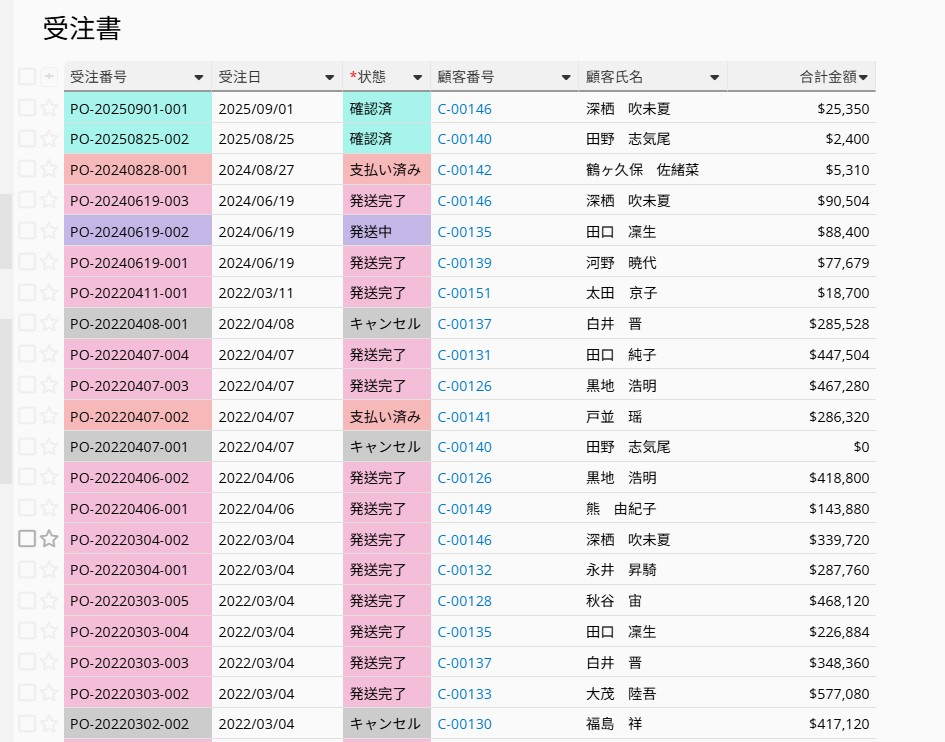 受注書
受注番号 受注日 *状態 顧客番号 顧客氏名 合計金額
PO-20250901-001 2025/09/01 確認済 C-00146 深栖　吹未夏 $25,350
PO-20250825-002 2025/08/25 確認済 C-00140 田野　志気尾 $2,400
PO-20240828-001 2024/08/27 支払い済み C-00142 鶴ヶ久保　佐緒菜 $5,310
PO-20240619-003 2024/06/19 発送完了 C-00146 深栖　吹未夏 $90,504
PO-20240619-002 2024/06/19 発送中 C-00135 田口　凜生 $88,400
PO-20240619-001 2024/06/19 発送完了 C-00139 河野　暁代 $77,679
PO-20220411-001 2022/03/11 発送完了 C-00151 太田　京子 $18,700
PO-20220408-001 2022/04/08 キャンセル C-00137 白井　晋 $285,528
PO-20220407-004 2022/04/07 発送完了 C-00131 田口　純子 $447,504
PO-20220407-003 2022/04/07 発送完了 C-00126 黒地　浩明 $467,280
PO-20220407-002 2022/04/07 支払い済み C-00141 戸並　瑶 $286,320
PO-20220407-001 2022/04/07 キャンセル C-00140 田野　志気尾 $0
PO-20220406-002 2022/04/06 発送完了 C-00126 黒地　浩明 $418,800
PO-20220406-001 2022/04/06 発送完了 C-00149 熊　由紀子 $143,880
PO-20220304-002 2022/03/04 発送完了 C-00146 深栖　吹未夏 $339,720
PO-20220304-001 2022/03/04 発送完了 C-00132 永井　昇騎 $287,760
PO-20220303-005 2022/03/04 発送完了 C-00128 秋谷　宙 $468,120
PO-20220303-004 2022/03/04 発送完了 C-00135 田口　凜生 $226,884
PO-20220303-003 2022/03/04 発送完了 C-00137 白井　晋 $348,360
PO-20220303-002 2022/03/04 発送完了 C-00133 大茂　陸吾 $577,080
PO-20220302-002 2022/03/04 キャンセル C-00130 福島　祥 $417,120